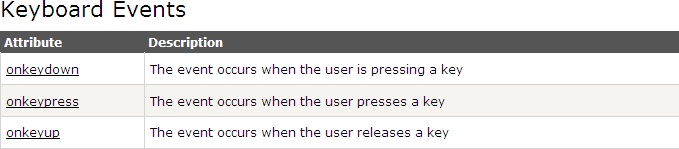 Keyboard Events
Attribute Description
onkeydown The event occurs when the user is pressing a key
onkeypress The event occurs when the user presses a key
onkeyup The event occurs when the user releases a key